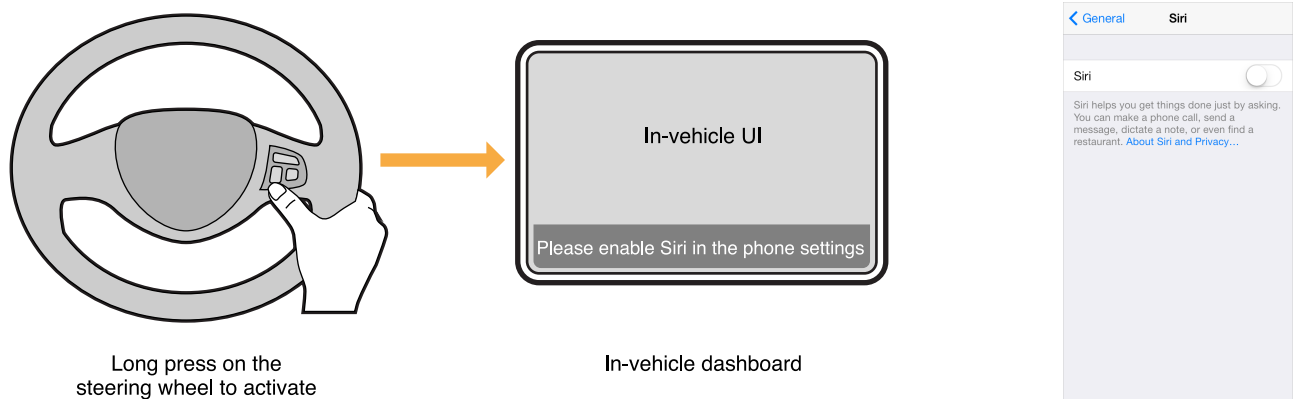 In-vehicle UI
Please enable Siri in the phone settings
Long press on the
steering wheel to activate
In-vehicle dashboard
General
Siri
Siri
Siri helps you get things done just by asking.
You can make a phone call, send a
message, dictate a note, or even find a
restaurant. About Siri and Privacy…